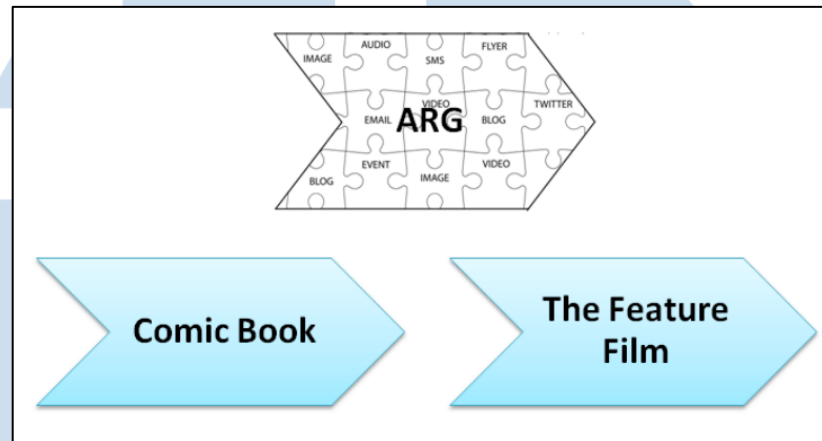 AUDIO FLYER
IMAGE SMS
VIDEO TWITTER
EMAIL ARG BLOG
EVENT VIDEO
BLOG IMAGE
Comic Book
The Feature
Film